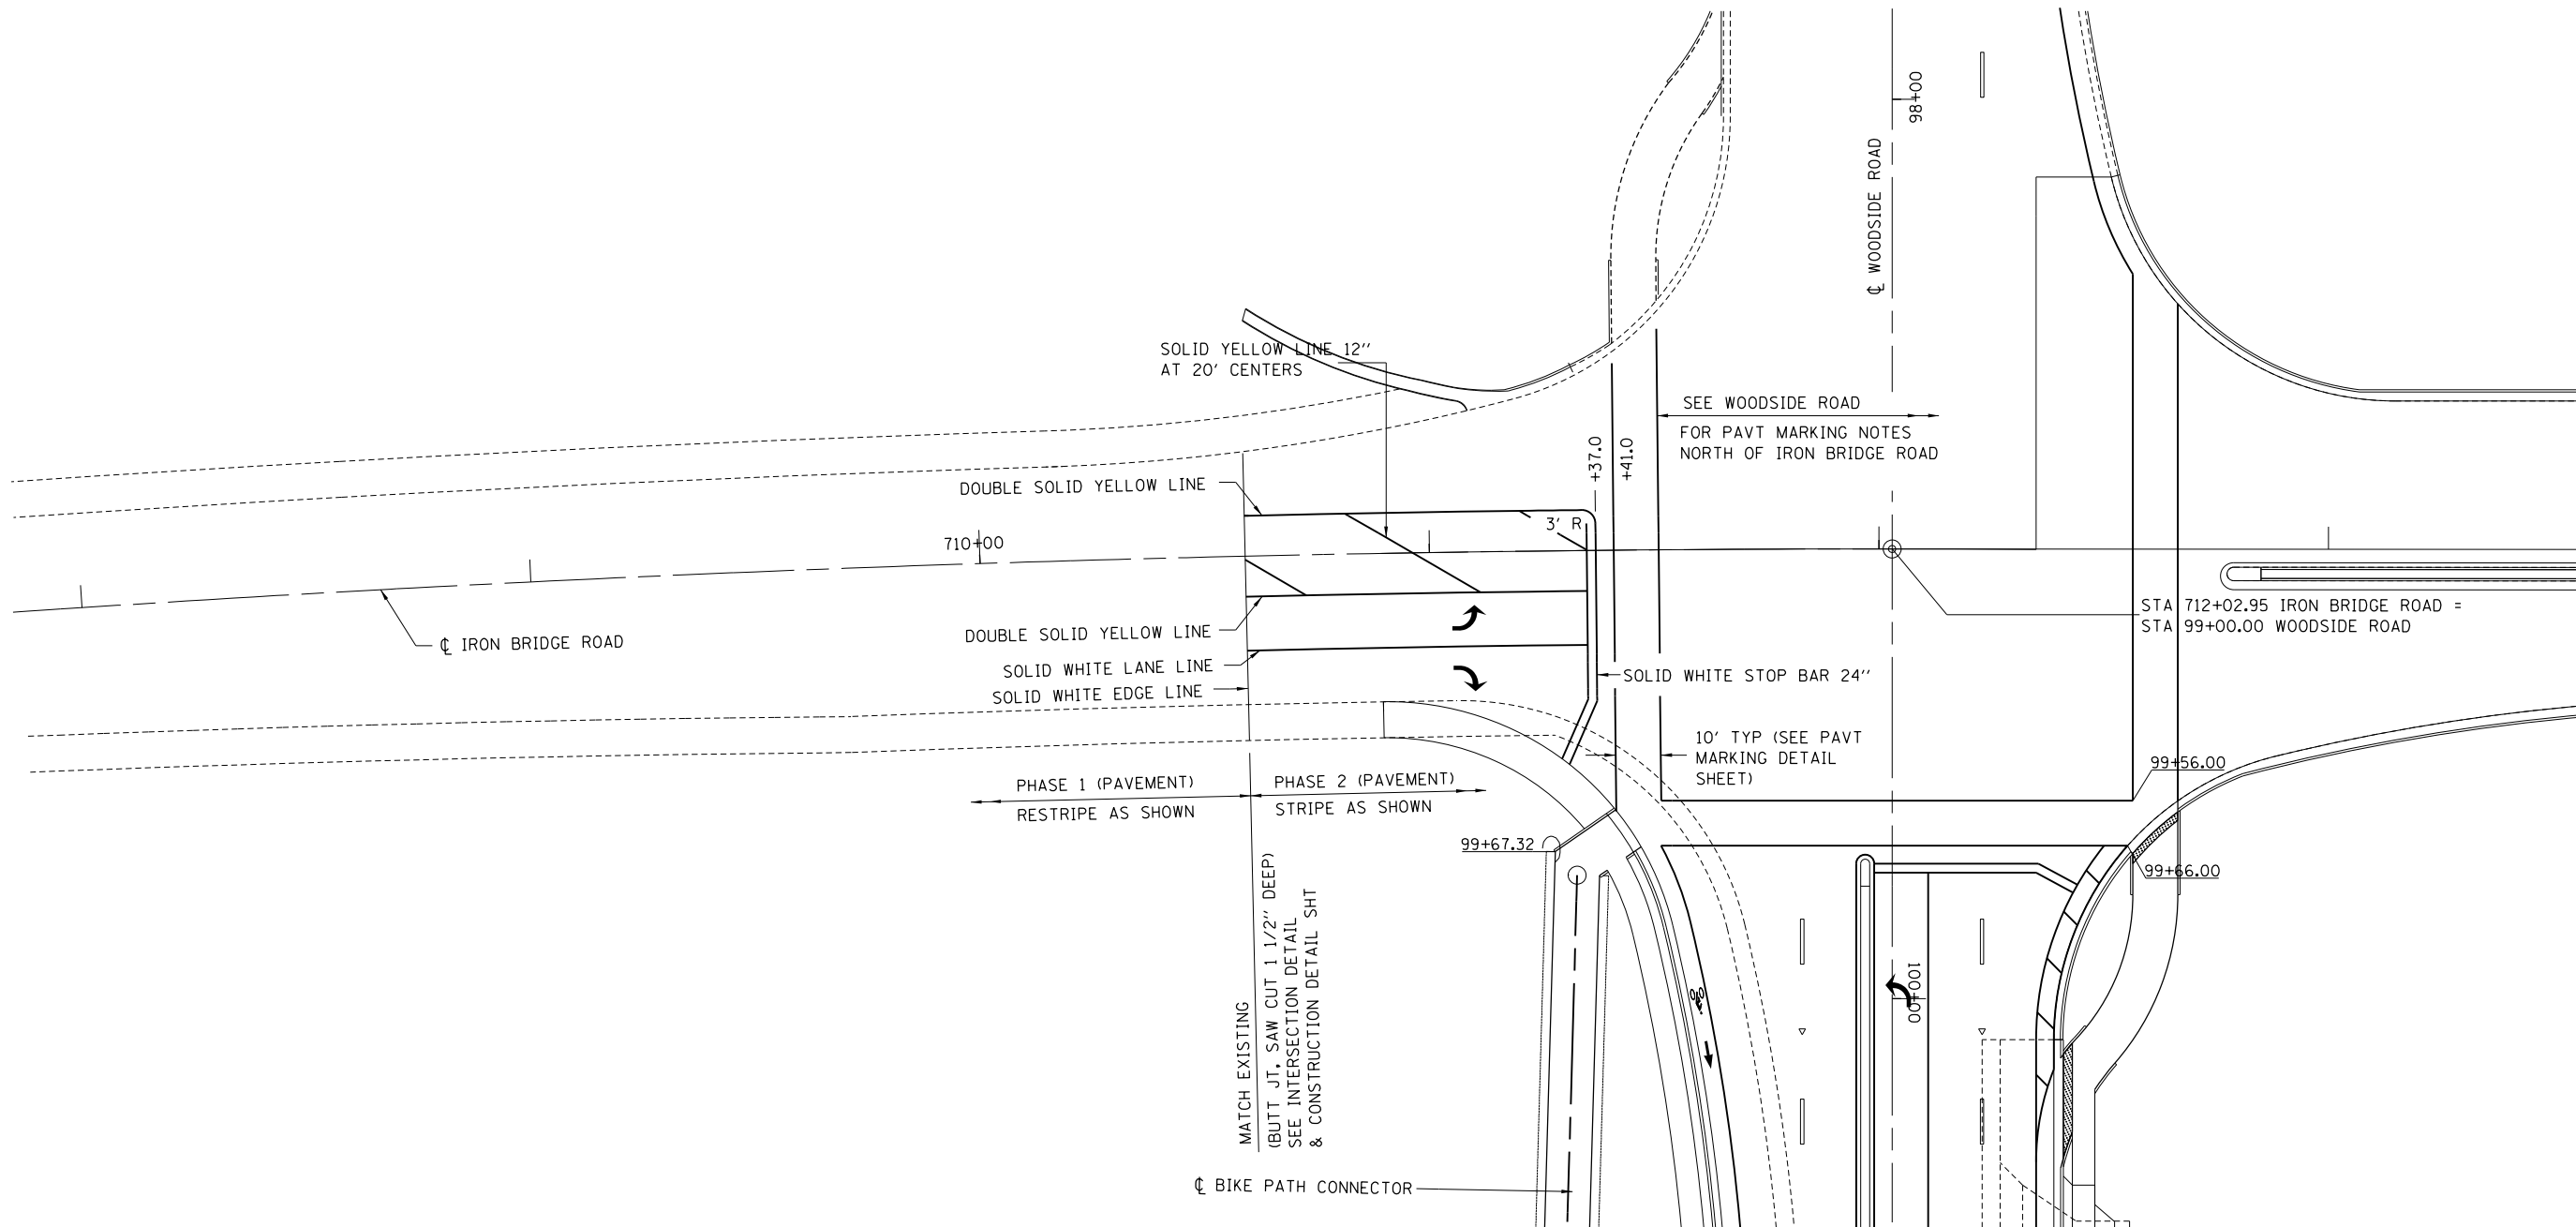 98+00
℄ WOODSIDE ROAD
SOLID YELLOW LINE 12"
AT 20' CENTERS
SEE WOODSIDE ROAD
FOR PAVT MARKING NOTES
NORTH OF IRON BRIDGE ROAD
+37.0
+41.0
DOUBLE SOLID YELLOW LINE
3' R
710+00
℄ IRON BRIDGE ROAD
STA 712+02.95 IRON BRIDGE ROAD =
STA 99+00.00 WOODSIDE ROAD
DOUBLE SOLID YELLOW LINE
SOLID WHITE LANE LINE
SOLID WHITE EDGE LINE
SOLID WHITE STOP BAR 24"
10' TYP (SEE PAVT
MARKING DETAIL
SHEET)
99+56.00
PHASE 1 (PAVEMENT)
RESTRIPE AS SHOWN
PHASE 2 (PAVEMENT)
STRIPE AS SHOWN
99+67.32
99+66.00
MATCH EXISTING
(BUTT JT, SAW CUT 1 1/2" DEEP)
SEE INTERSECTION DETAIL
& CONSTRUCTION DETAIL SHT
100+00
℄ BIKE PATH CONNECTOR